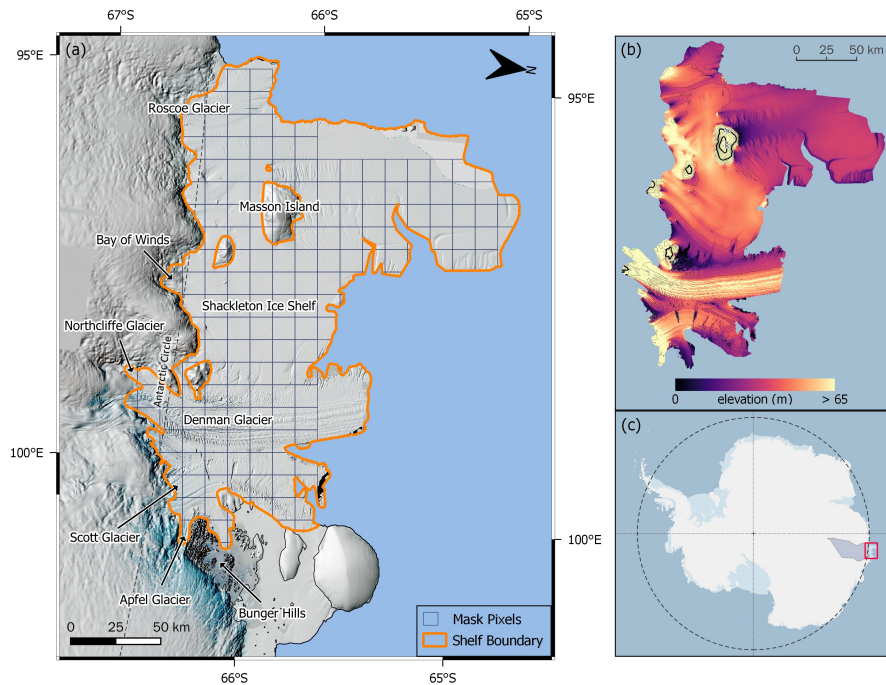 67°S
66°S
65°S
95°E
(a)
N
Roscoe Glacier
95°E
Masson Island
Bay of Winds
Shackleton Ice Shelf
Northcliffe Glacier
Antarctic Circle
Denman Glacier
100°E
Scott Glacier
100°E
Apfel Glacier
Bunger Hills
0 25 50 km
Mask Pixels
Shelf Boundary
66°S
65°S
(b)
0 25 50 km
0 elevation (m) > 65
(c)